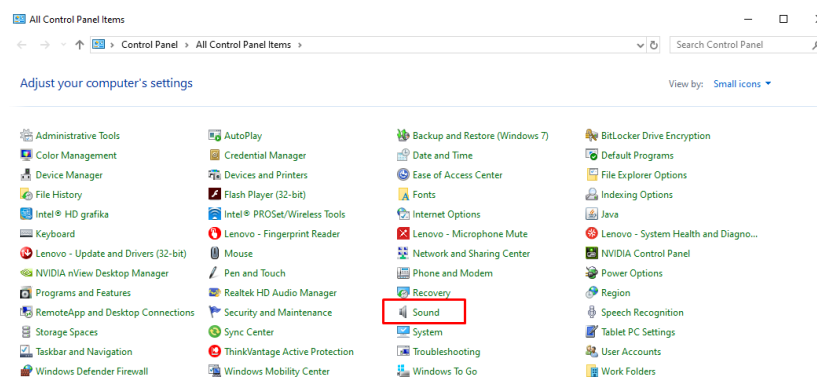 All Control Panel Items
Control Panel > All Control Panel Items >
Search Control Panel
Adjust your computer's settings
View by: Small icons
Administrative Tools
AutoPlay
Backup and Restore (Windows 7)
BitLocker Drive Encryption
Color Management
Credential Manager
Date and Time
Default Programs
Device Manager
Devices and Printers
Ease of Access Center
File Explorer Options
File History
Flash Player (32-bit)
Fonts
Indexing Options
Intel® HD grafika
Intel® PROSet/Wireless Tools
Internet Options
Java
Keyboard
Lenovo - Fingerprint Reader
Lenovo - Microphone Mute
Lenovo - System Health and Diagno...
Lenovo - Update and Drivers (32-bit)
Mouse
Network and Sharing Center
NVIDIA Control Panel
NVIDIA nView Desktop Manager
Pen and Touch
Phone and Modem
Power Options
Programs and Features
Realtek HD Audio Manager
Recovery
Region
RemoteApp and Desktop Connections
Security and Maintenance
Sound
Speech Recognition
Storage Spaces
Sync Center
System
Tablet PC Settings
Taskbar and Navigation
ThinkVantage Active Protection
Troubleshooting
User Accounts
Windows Defender Firewall
Windows Mobility Center
Windows To Go
Work Folders